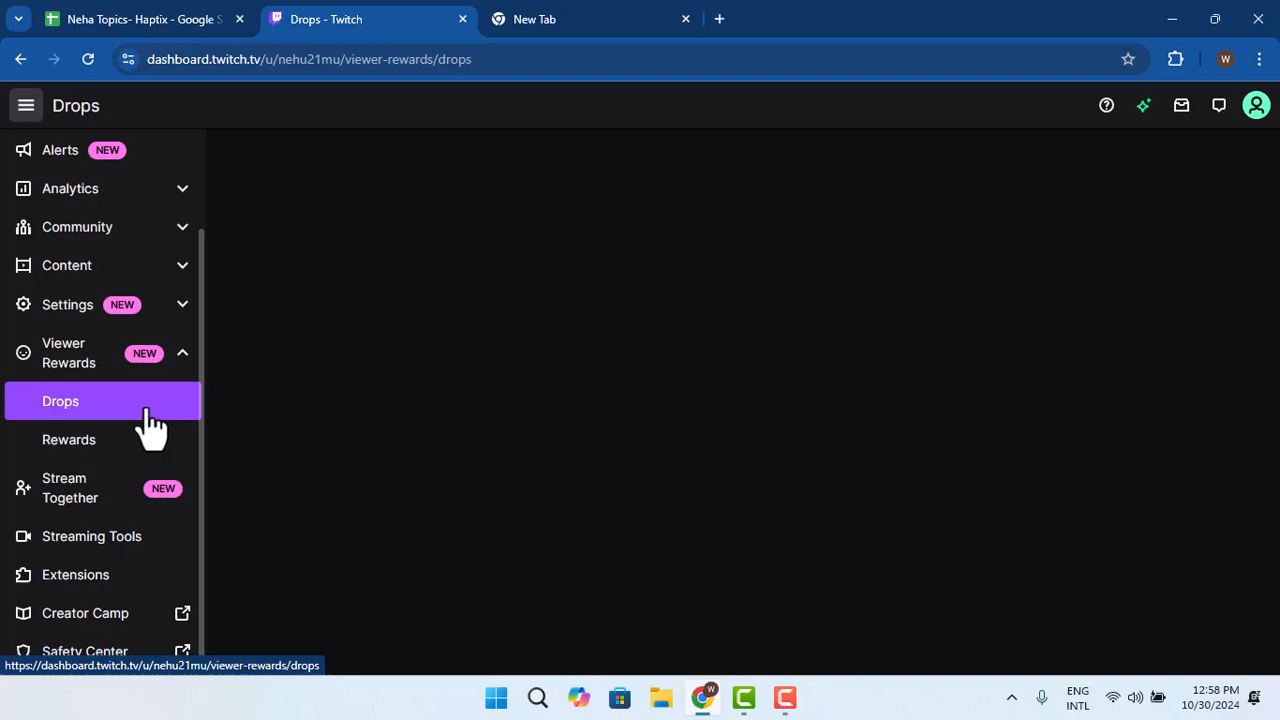 Neha Topics- Haptix - Google S
Drops - Twitch
New Tab
dashboard.twitch.tv/u/nehu21mu/viewer-rewards/drops
W
Drops
Alerts NEW
Analytics
Community
Content
Settings NEW
Viewer
Rewards
NEW
Drops
Rewards
Stream
Together
NEW
Streaming Tools
Extensions
Creator Camp
Safety Center
https://dashboard.twitch.tv/u/nehu21mu/viewer-rewards/drops
W
ENG
INTL
12:58 PM
10/30/2024